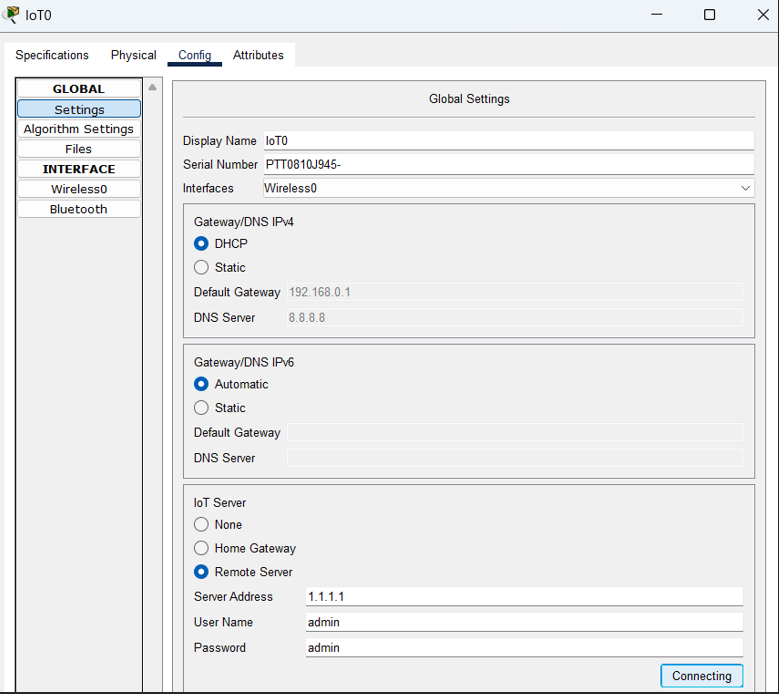 IoT0
Specifications Physical Config Attributes
GLOBAL
Settings
Algorithm Settings
Files
INTERFACE
Wireless0
Bluetooth
Global Settings
Display Name IoT0
Serial Number PTT0810J945-
Interfaces Wireless0
Gateway/DNS IPv4
DHCP
Static
Default Gateway 192.168.0.1
DNS Server 8.8.8.8
Gateway/DNS IPv6
Automatic
Static
Default Gateway
DNS Server
IoT Server
None
Home Gateway
Remote Server
Server Address 1.1.1.1
User Name admin
Password admin
Connecting